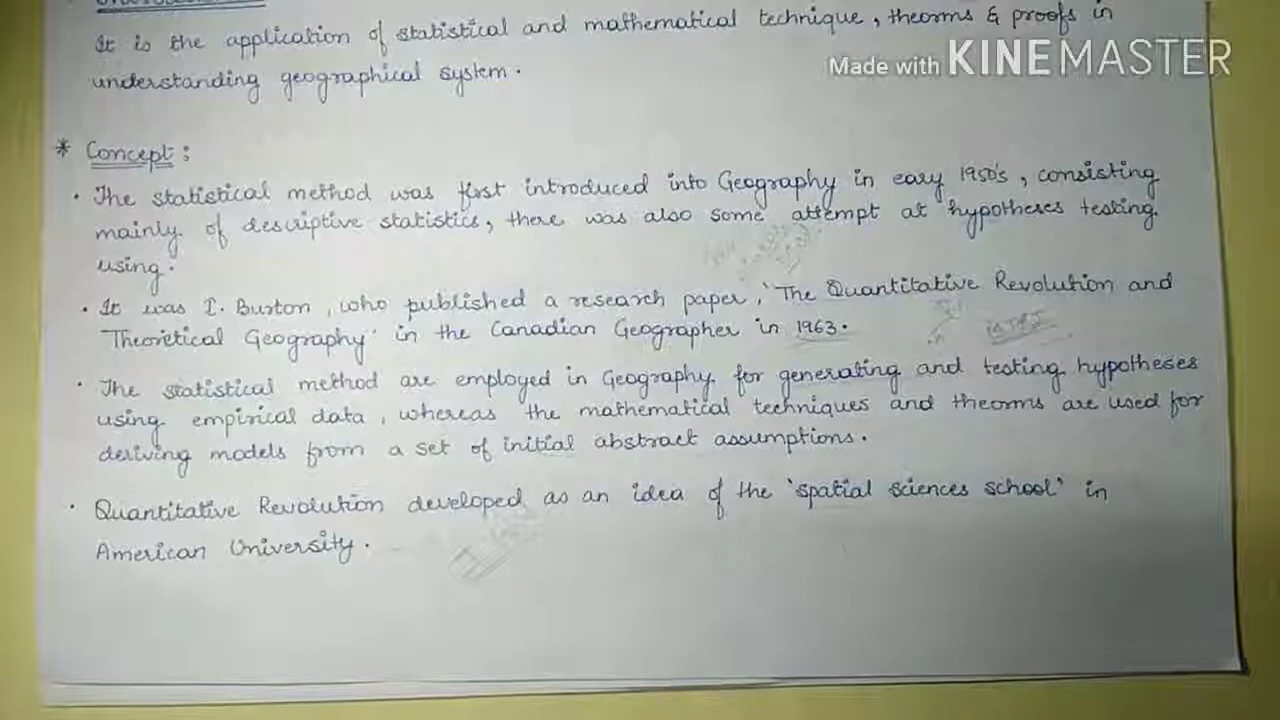 It is the application of statistical and mathematical technique, theorms & proofs in
understanding geographical system.
Made with KINEMASTER
* Concept :
· The statistical method was first introduced into Geography in eary 1950's, consisting
mainly of descriptive statistics, there was also some attempt at hypotheses testing
using.
· It was I. Burton, who published a research paper, 'The Quantitative Revolution and
Theoretical Geography' in the Canadian Geographer in 1963.
· The statistical method are employed in Geography for generating and testing hypotheses
using empirical data, whereas the mathematical techniques and theorms are used for
deriving models from a set of initial abstract assumptions.
· Quantitative Revolution developed as an idea of the 'spatial sciences school' in
American University.